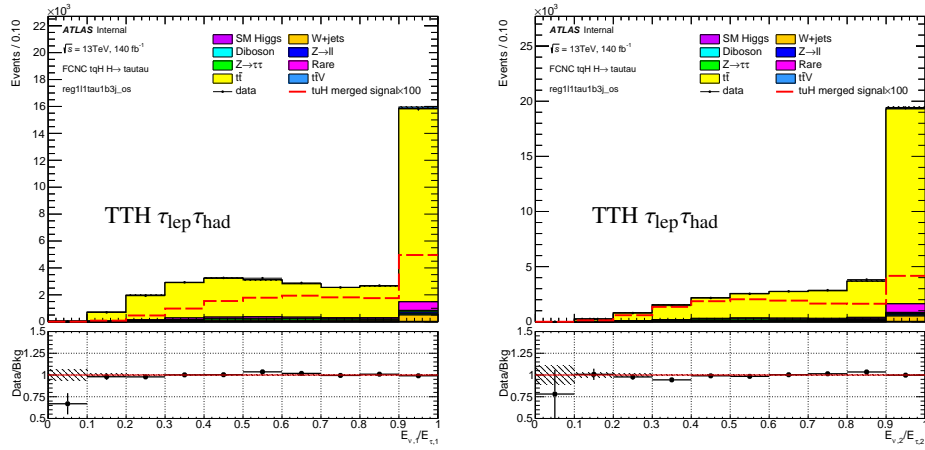 ×10³
Events / 0.10
22
20
18
16
14
12
10
8
6
4
2
0
ATLAS Internal
√s = 13TeV, 140 fb⁻¹
FCNC tqH H→ tautau
reg1l1tau1b3j_os
SM Higgs
W+jets
Diboson
Z→ll
Z→ττ
Rare
tt̄
tt̄V
data
tuH merged signal×100
TTH τlepτhad
Data/Bkg
1.5
1.25
1
0.75
0.5
0 0.1 0.2 0.3 0.4 0.5 0.6 0.7 0.8 0.9 1
E_ν,1/E_τ,1
×10³
Events / 0.10
25
20
15
10
5
0
ATLAS Internal
√s = 13TeV, 140 fb⁻¹
FCNC tqH H→ tautau
reg1l1tau1b3j_os
SM Higgs
W+jets
Diboson
Z→ll
Z→ττ
Rare
tt̄
tt̄V
data
tuH merged signal×100
TTH τlepτhad
Data/Bkg
1.5
1.25
1
0.75
0.5
0 0.1 0.2 0.3 0.4 0.5 0.6 0.7 0.8 0.9 1
E_ν,2/E_τ,2